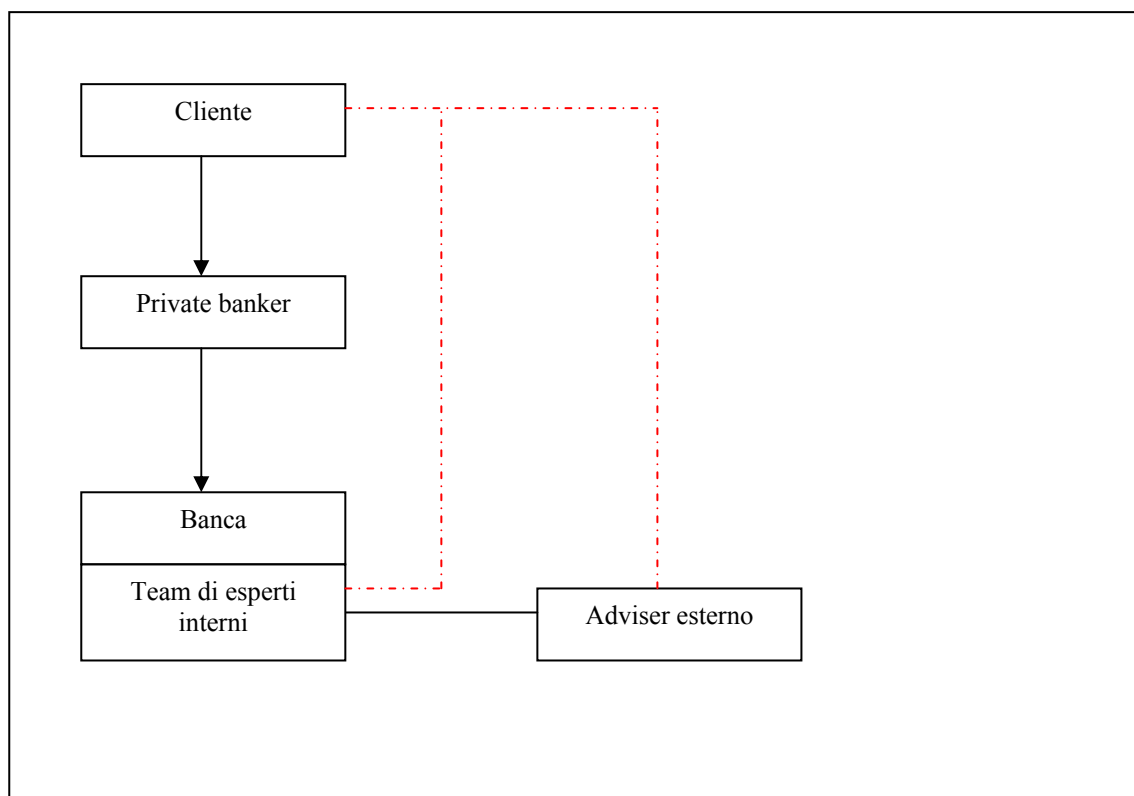 Cliente
Private banker
Banca
Team di esperti
interni
Adviser esterno